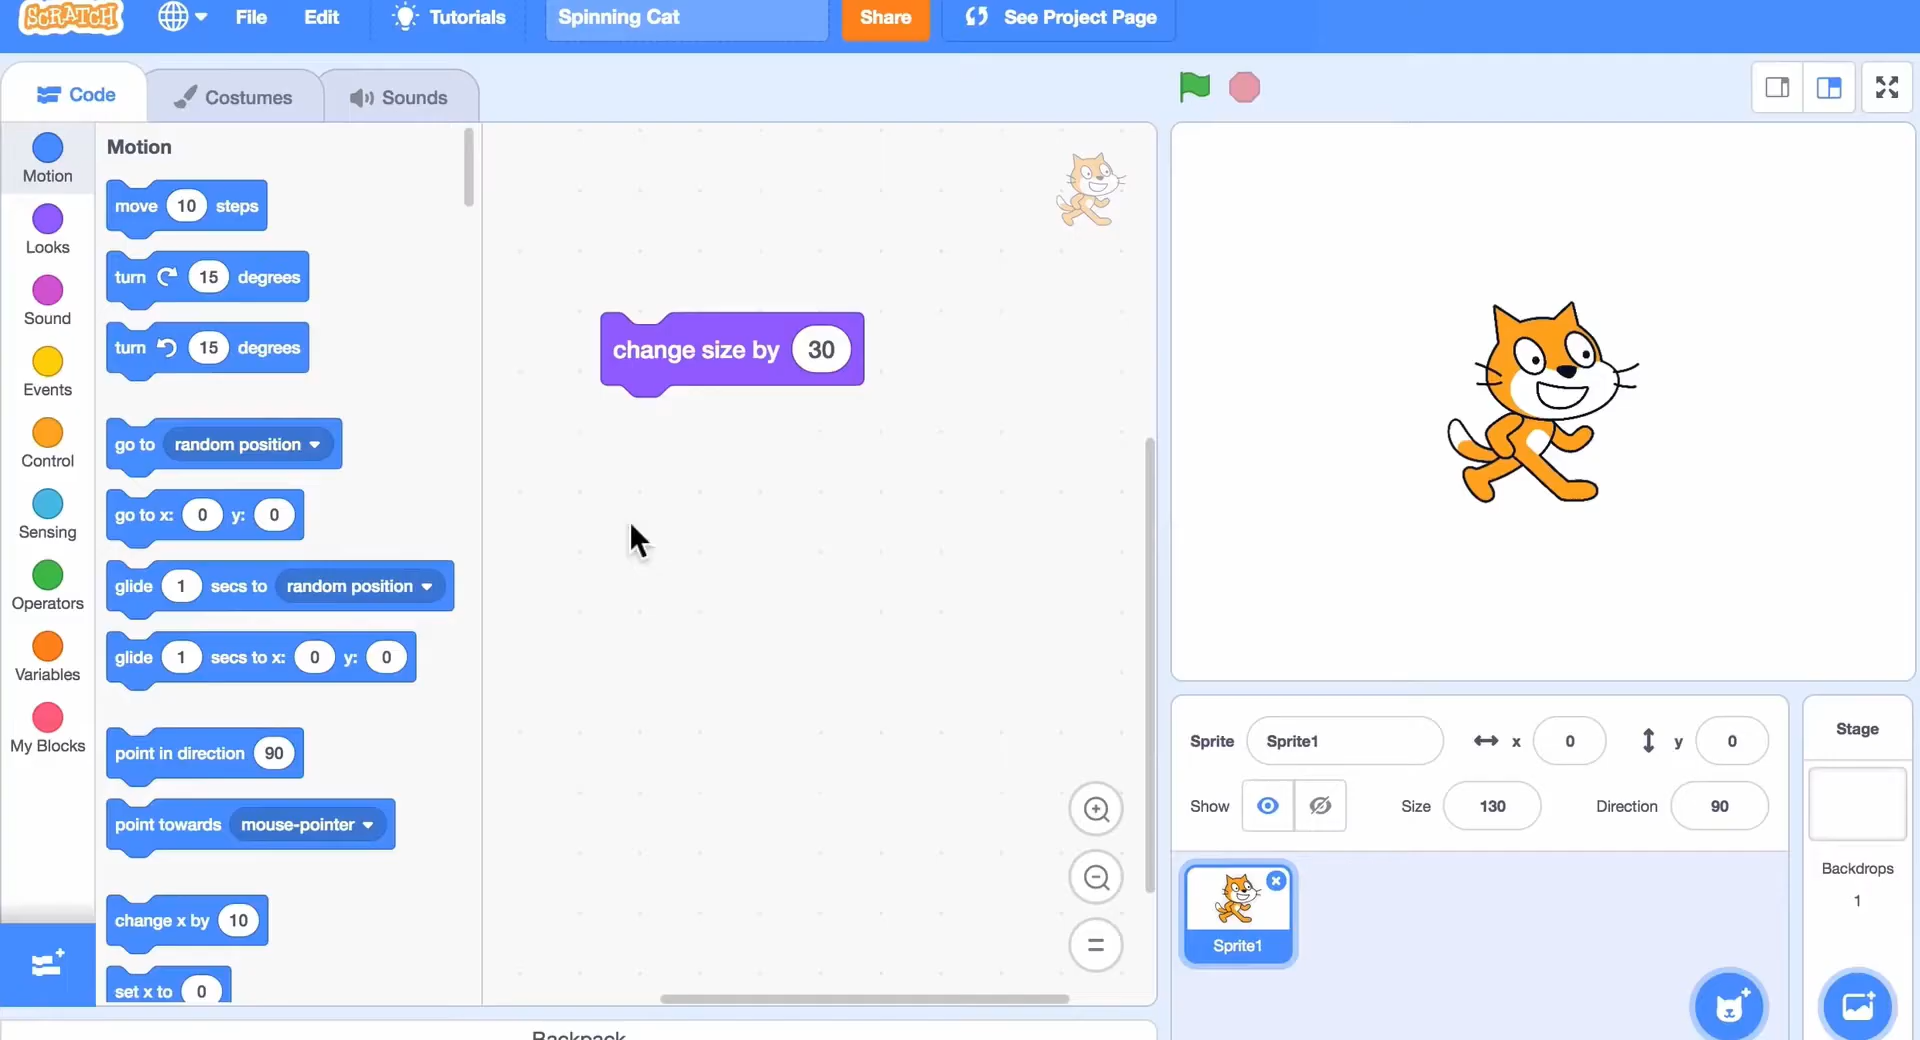 SCRATCH
File
Edit
Tutorials
Spinning Cat
Share
See Project Page
Code
Costumes
Sounds
Motion
Looks
Sound
Events
Control
Sensing
Operators
Variables
My Blocks
Motion
move 10 steps
turn 15 degrees
turn 15 degrees
go to random position
go to x: 0 y: 0
glide 1 secs to random position
glide 1 secs to x: 0 y: 0
point in direction 90
point towards mouse-pointer
change x by 10
set x to 0
change size by 30
Backpack
Sprite Sprite1 x 0 y 0
Show Size 130 Direction 90
Sprite1
Stage
Backdrops
1